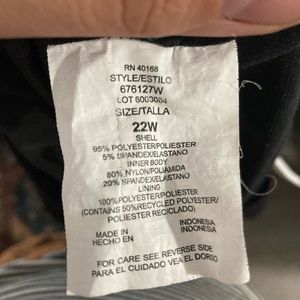 RN 40168
STYLE/ESTILO
676127W
LOT 6003084
SIZE/TALLA
22W
SHELL
95% POLYESTER/POLIESTER
5% SPANDEX/ELASTANO
INNER BODY
80% NYLON/POLIAMIDA
20% SPANDEX/ELASTANO
LINING
100%POLYESTER/POLIESTER
(CONTAINS 50%RECYCLED POLYESTER/
POLIESTER RECICLADO)
MADE IN INDONESIA
HECHO EN INDONESIA
FOR CARE SEE REVERSE SIDE
PARA EL CUIDADO VEA EL DORSO